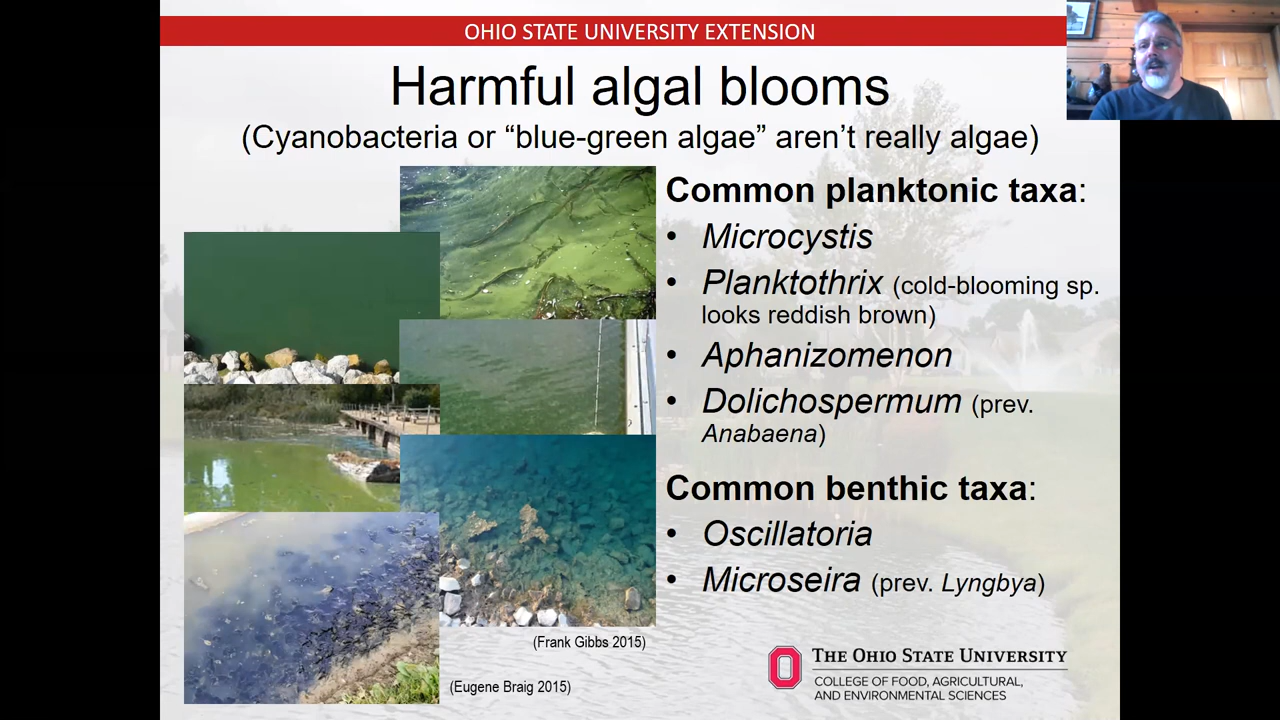 OHIO STATE UNIVERSITY EXTENSION
Harmful algal blooms
(Cyanobacteria or “blue-green algae” aren’t really algae)
Common planktonic taxa:
• Microcystis
• Planktothrix (cold-blooming sp.
looks reddish brown)
• Aphanizomenon
• Dolichospermum (prev.
Anabaena)
Common benthic taxa:
• Oscillatoria
• Microseira (prev. Lyngbya)
(Frank Gibbs 2015)
(Eugene Braig 2015)
THE OHIO STATE UNIVERSITY
COLLEGE OF FOOD, AGRICULTURAL,
AND ENVIRONMENTAL SCIENCES